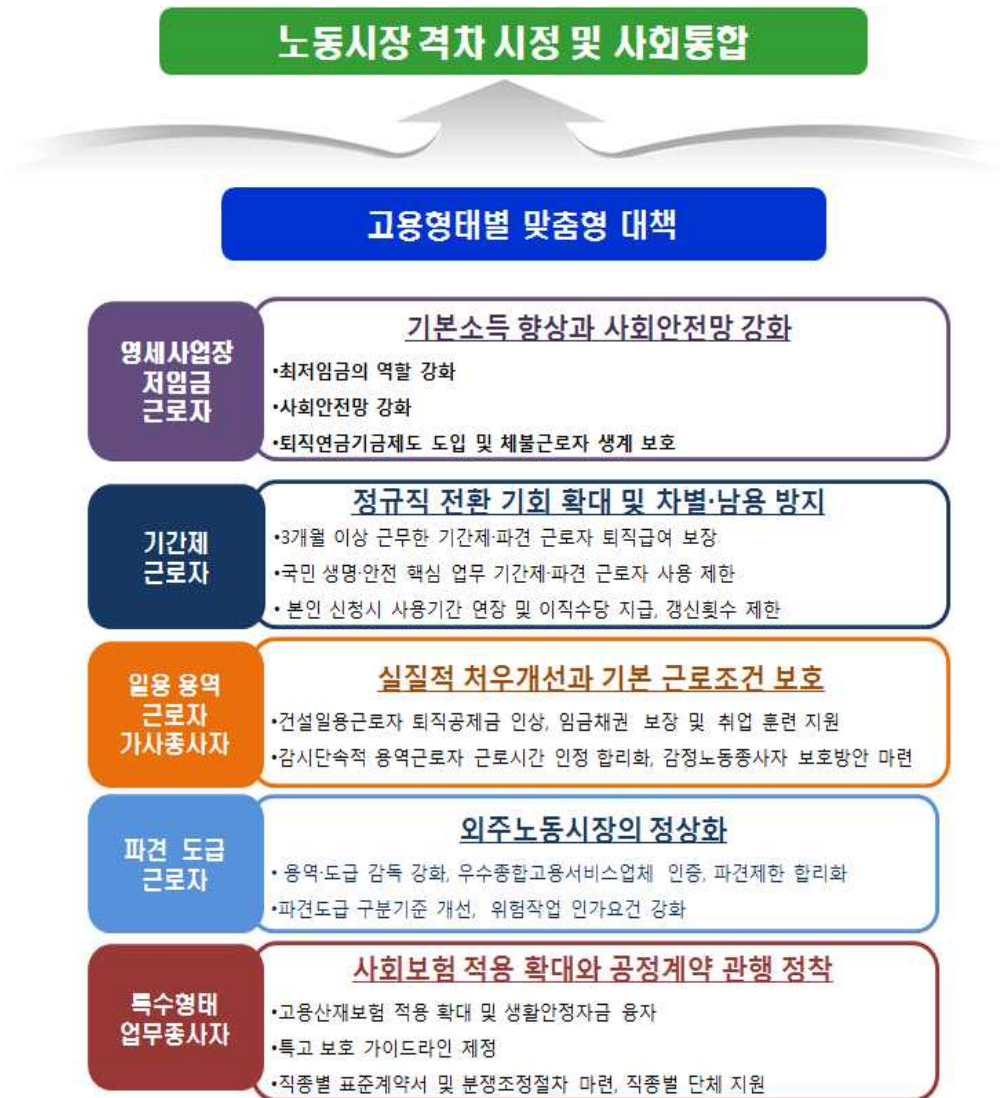 노동시장 격차 시정 및 사회통합
고용형태별 맞춤형 대책
영세사업장
저임금
근로자
기본소득 향상과 사회안전망 강화
•최저임금의 역할 강화
•사회안전망 강화
•퇴직연금기금제도 도입 및 체불근로자 생계 보호
기간제
근로자
정규직 전환 기회 확대 및 차별·남용 방지
•3개월 이상 근무한 기간제·파견 근로자 퇴직급여 보장
•국민 생명·안전 핵심 업무 기간제·파견 근로자 사용 제한
• 본인 신청시 사용기간 연장 및 이직수당 지급, 갱신횟수 제한
일용 용역
근로자
가사종사자
실질적 처우개선과 기본 근로조건 보호
•건설일용근로자 퇴직공제금 인상, 임금채권 보장 및 취업 훈련 지원
•감시단속적 용역근로자 근로시간 인정 합리화, 감정노동종사자 보호방안 마련
파견 도급
근로자
외주노동시장의 정상화
• 용역·도급 감독 강화, 우수종합고용서비스업체 인증, 파견제한 합리화
•파견도급 구분기준 개선, 위험작업 인가요건 강화
특수형태
업무종사자
사회보험 적용 확대와 공정계약 관행 정착
•고용산재보험 적용 확대 및 생활안정자금 융자
•특고 보호 가이드라인 제정
•직종별 표준계약서 및 분쟁조정절차 마련, 직종벌 단체 지원